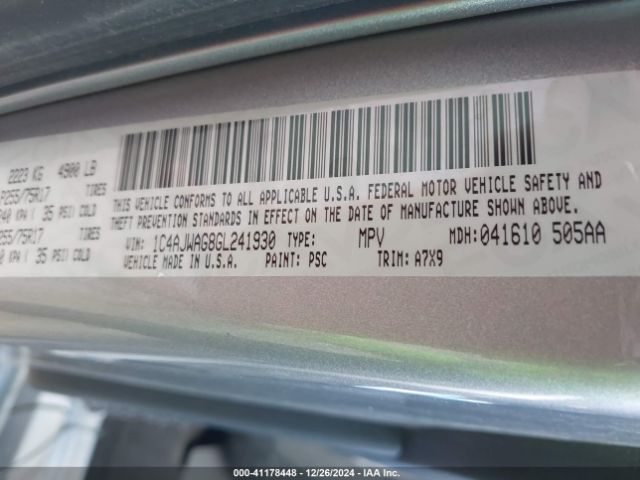 2223 KG 4900 LB
P255/75R17 TIRES
240 KPA( 35 PSI) COLD
255/75R17 TIRES
KPA( 35 PSI) COLD
THIS VEHICLE CONFORMS TO ALL APPLICABLE U.S.A. FEDERAL MOTOR VEHICLE SAFETY AND
THEFT PREVENTION STANDARDS IN EFFECT ON THE DATE OF MANUFACTURE SHOWN ABOVE.
VIN: 1C4AJWAG8GL241930 TYPE: MPV MDH:041610 505AA
VEHICLE MADE IN U.S.A. PAINT: PSC TRIM: A7X9
000-41178448 • 12/26/2024 • IAA Inc.